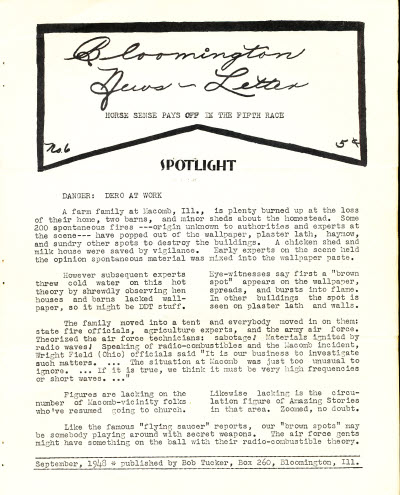 Bloomington
News-Letter
HORSE SENSE PAYS OFF IN THE FIFTH RACE
No.6
5¢
SPOTLIGHT
DANGER: DERO AT WORK
A farm family at Macomb, Ill., is plenty burned up at the loss
of their home, two barns, and minor sheds about the homestead. Some
200 spontaneous fires ---origin unknown to authorities and experts at
the scene--- have popped out of the wallpaper, plaster lath, haymow,
and sundry other spots to destroy the buildings. A chicken shed and
milk house were saved by vigilance. Early experts on the scene held
the opinion spontaneous material was mixed into the wallpaper paste.
However subsequent experts
threw cold water on this hot
theory by shrewdly observing hen
houses and barns lacked wall-
paper, so it might be DDT stuff.
Eye-witnesses say first a "brown
spot" appears on the wallpaper,
spreads, and bursts into flame.
In other buildings the spot is
seen on plaster lath and walls.
The family moved into a tent and everybody moved in on them:
state fire officials, agriculture experts, and the army air force.
Theorized the air force technicians: sabotage! Materials ignited by
radio waves! Speaking of radio-combustibles and the Macomb incident,
Wright Field (Ohio) officials said "It is our business to investigate
such matters. ... The situation at Macomb was just too unusual to
ignore. ... If it is true, we think it must be very high frequencies
or short waves. ..."
Figures are lacking on the
number of Macomb-vicinity folks
who've resumed going to church.
Likewise lacking is the circu-
lation figure of Amazing Stories
in that area. Zoomed, no doubt.
Like the famous "flying saucer" reports, our "brown spots" may
be somebody playing around with secret weapons. The air force gents
might have something on the ball with their radio-combustible theory.
September, 1948 * published by Bob Tucker, Box 260, Bloomington, Ill.